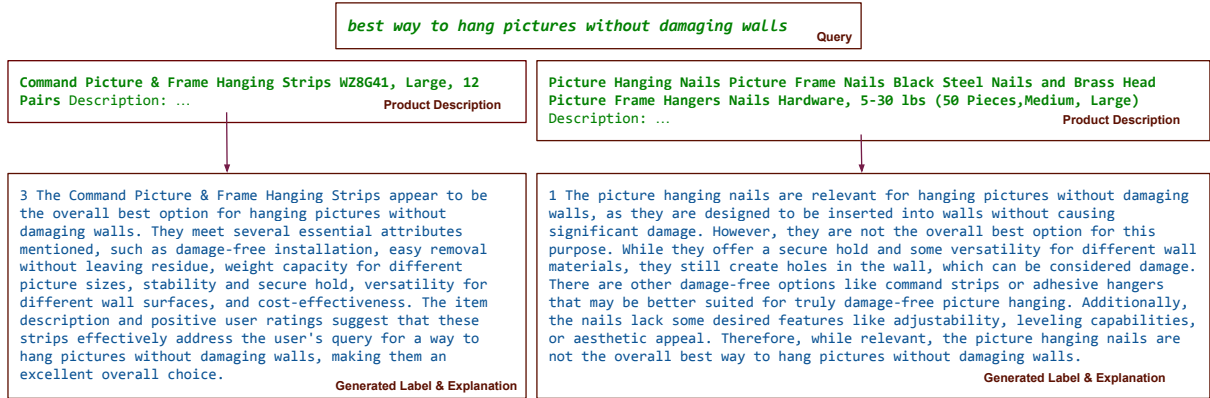 best way to hang pictures without damaging walls
Query
Command Picture & Frame Hanging Strips WZ8G41, Large, 12
Pairs Description: ...
Product Description
Picture Hanging Nails Picture Frame Nails Black Steel Nails and Brass Head
Picture Frame Hangers Nails Hardware, 5-30 lbs (50 Pieces,Medium, Large)
Description: ...
Product Description
3 The Command Picture & Frame Hanging Strips appear to be
the overall best option for hanging pictures without
damaging walls. They meet several essential attributes
mentioned, such as damage-free installation, easy removal
without leaving residue, weight capacity for different
picture sizes, stability and secure hold, versatility for
different wall surfaces, and cost-effectiveness. The item
description and positive user ratings suggest that these
strips effectively address the user's query for a way to
hang pictures without damaging walls, making them an
excellent overall choice.
Generated Label & Explanation
1 The picture hanging nails are relevant for hanging pictures without damaging
walls, as they are designed to be inserted into walls without causing
significant damage. However, they are not the overall best option for this
purpose. While they offer a secure hold and some versatility for different wall
materials, they still create holes in the wall, which can be considered damage.
There are other damage-free options like command strips or adhesive hangers
that may be better suited for truly damage-free picture hanging. Additionally,
the nails lack some desired features like adjustability, leveling capabilities,
or aesthetic appeal. Therefore, while relevant, the picture hanging nails are
not the overall best way to hang pictures without damaging walls.
Generated Label & Explanation